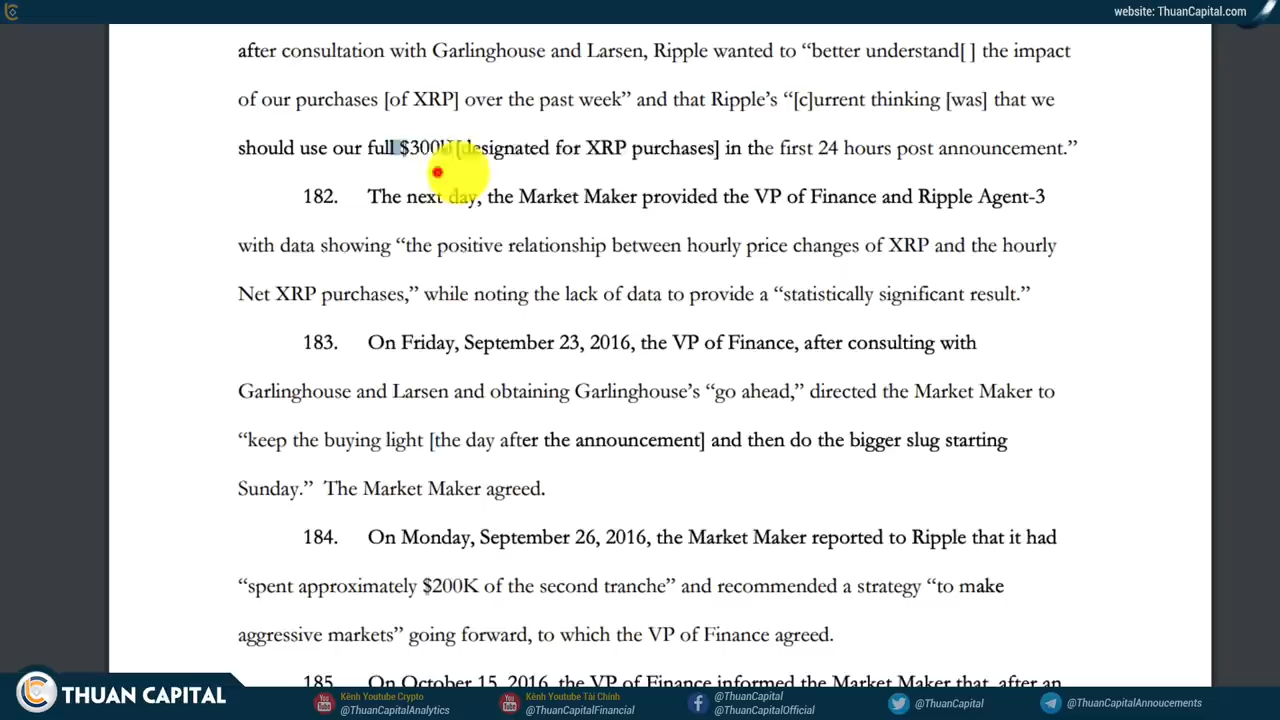 website: ThuanCapital.com
after consultation with Garlinghouse and Larsen, Ripple wanted to “better understand[ ] the impact
of our purchases [of XRP] over the past week” and that Ripple’s “[c]urrent thinking [was] that we
should use our full $300K [designated for XRP purchases] in the first 24 hours post announcement.”
182. The next day, the Market Maker provided the VP of Finance and Ripple Agent-3
with data showing “the positive relationship between hourly price changes of XRP and the hourly
Net XRP purchases,” while noting the lack of data to provide a “statistically significant result.”
183. On Friday, September 23, 2016, the VP of Finance, after consulting with
Garlinghouse and Larsen and obtaining Garlinghouse’s “go ahead,” directed the Market Maker to
“keep the buying light [the day after the announcement] and then do the bigger slug starting
Sunday.” The Market Maker agreed.
184. On Monday, September 26, 2016, the Market Maker reported to Ripple that it had
“spent approximately $200K of the second tranche” and recommended a strategy “to make
aggressive markets” going forward, to which the VP of Finance agreed.
185. On October 15, 2016, the VP of Finance informed the Market Maker that, after an
THUAN CAPITAL
Kênh Youtube Crypto
@ThuanCapitalAnalytics
Kênh Youtube Tài Chính
@ThuanCapitalFinancial
@ThuanCapital
@ThuanCapitalOfficial
@ThuanCapital
@ThuanCapitalAnnoucements